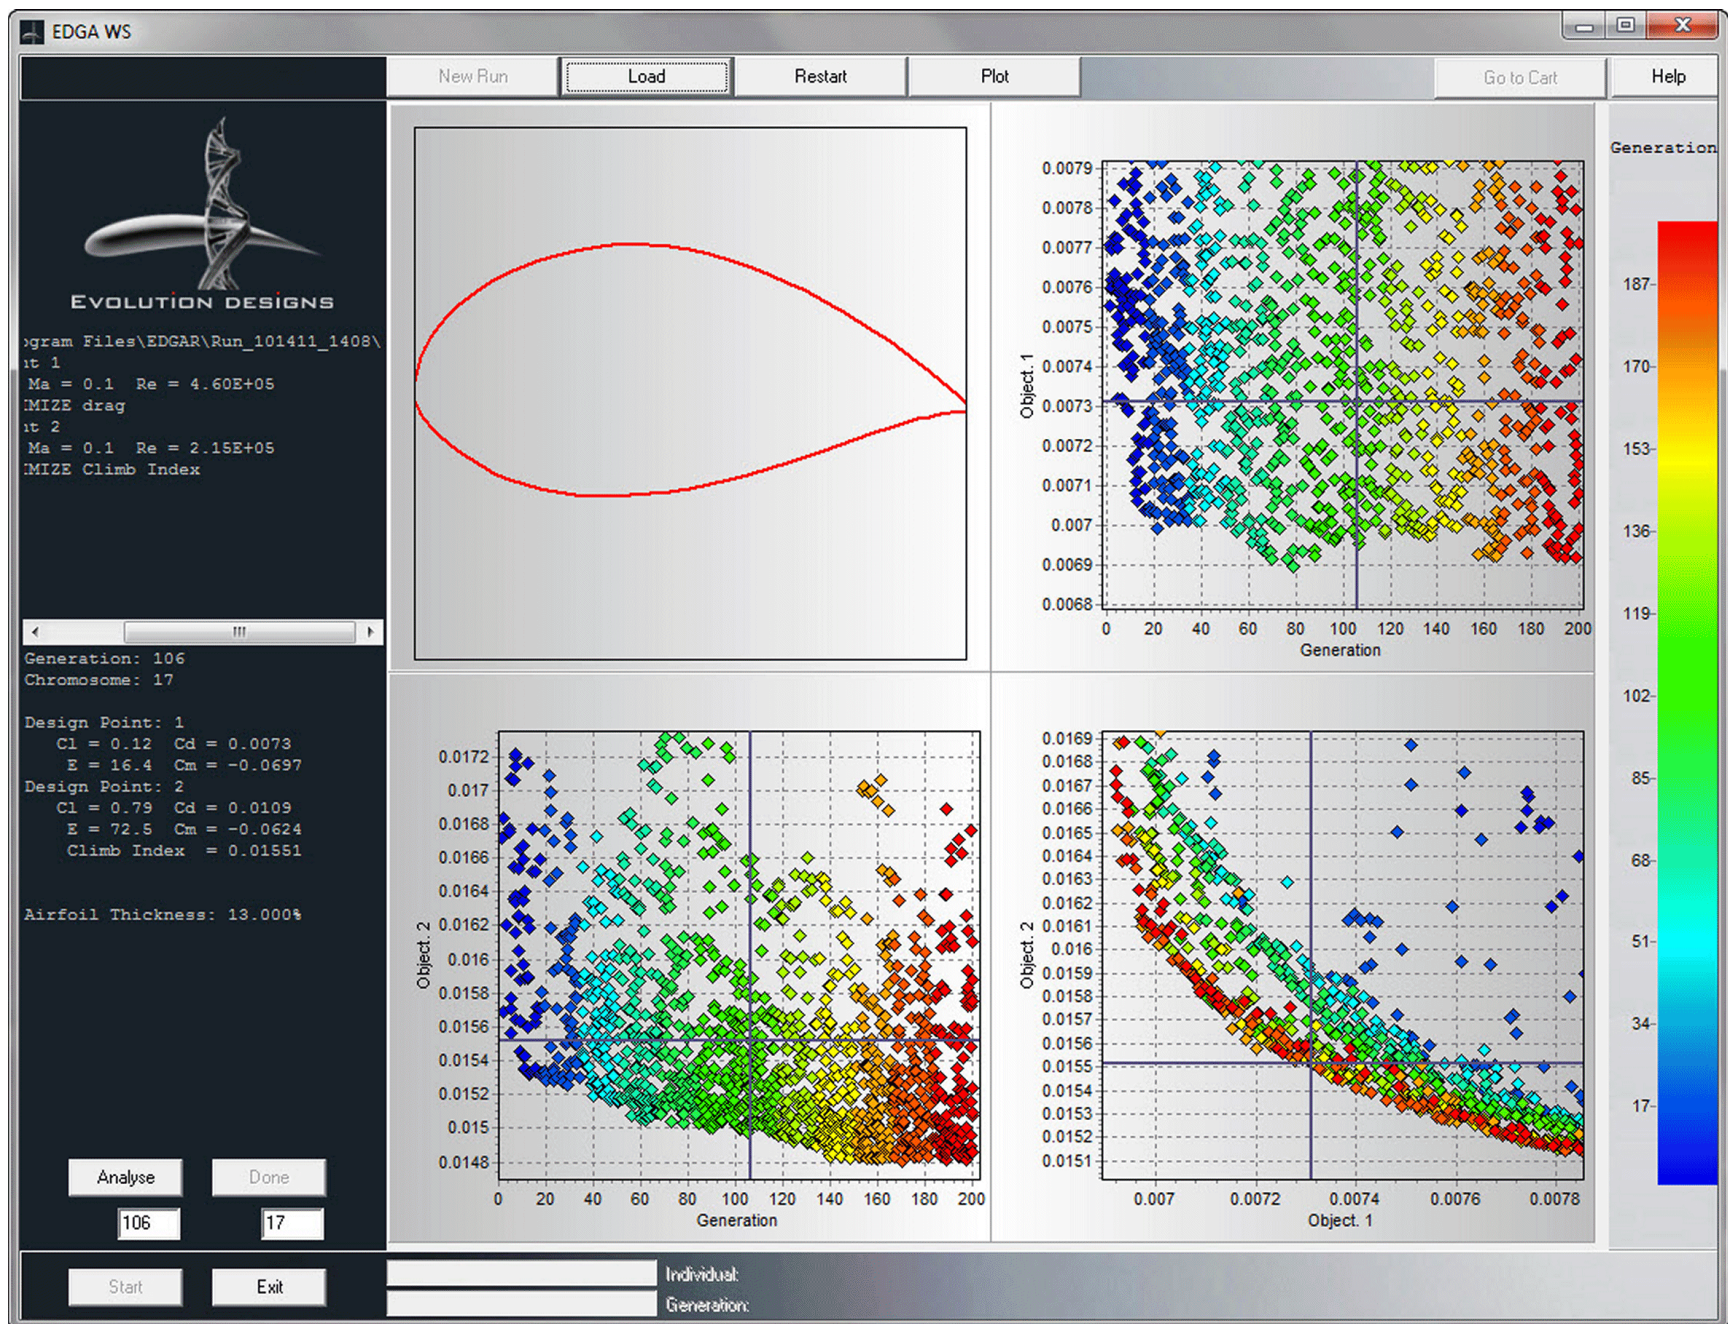 EDGA WS
New Run
Load
Restart
Plot
Go to Cart
Help
EVOLUTION DESIGNS
ogram Files\EDGAR\Run_101411_1408\
nt 1
Ma = 0.1 Re = 4.60E+05
IMIZE drag
nt 2
Ma = 0.1 Re = 2.15E+05
IMIZE Climb Index
Generation: 106
Chromosome: 17
Design Point: 1
Cl = 0.12 Cd = 0.0073
E = 16.4 Cm = -0.0697
Design Point: 2
Cl = 0.79 Cd = 0.0109
E = 72.5 Cm = -0.0624
Climb Index = 0.01551
Airfoil Thickness: 13.000%
Analyse
Done
106
17
Start
Exit
0.0079
0.0078
0.0077
0.0076
0.0075
0.0074
0.0073
0.0072
0.0071
0.007
0.0069
0.0068
Object. 1
0 20 40 60 80 100 120 140 160 180 200
Generation
0.0172
0.017
0.0168
0.0166
0.0164
0.0162
0.016
0.0158
0.0156
0.0154
0.0152
0.015
0.0148
Object. 2
0 20 40 60 80 100 120 140 160 180 200
Generation
0.0169
0.0168
0.0167
0.0166
0.0165
0.0164
0.0163
0.0162
0.0161
0.016
0.0159
0.0158
0.0157
0.0156
0.0155
0.0154
0.0153
0.0152
0.0151
Object. 2
0.007 0.0072 0.0074 0.0076 0.0078
Object. 1
Generation
187
170
153
136
119
102
85
68
51
34
17
Individual:
Generation: